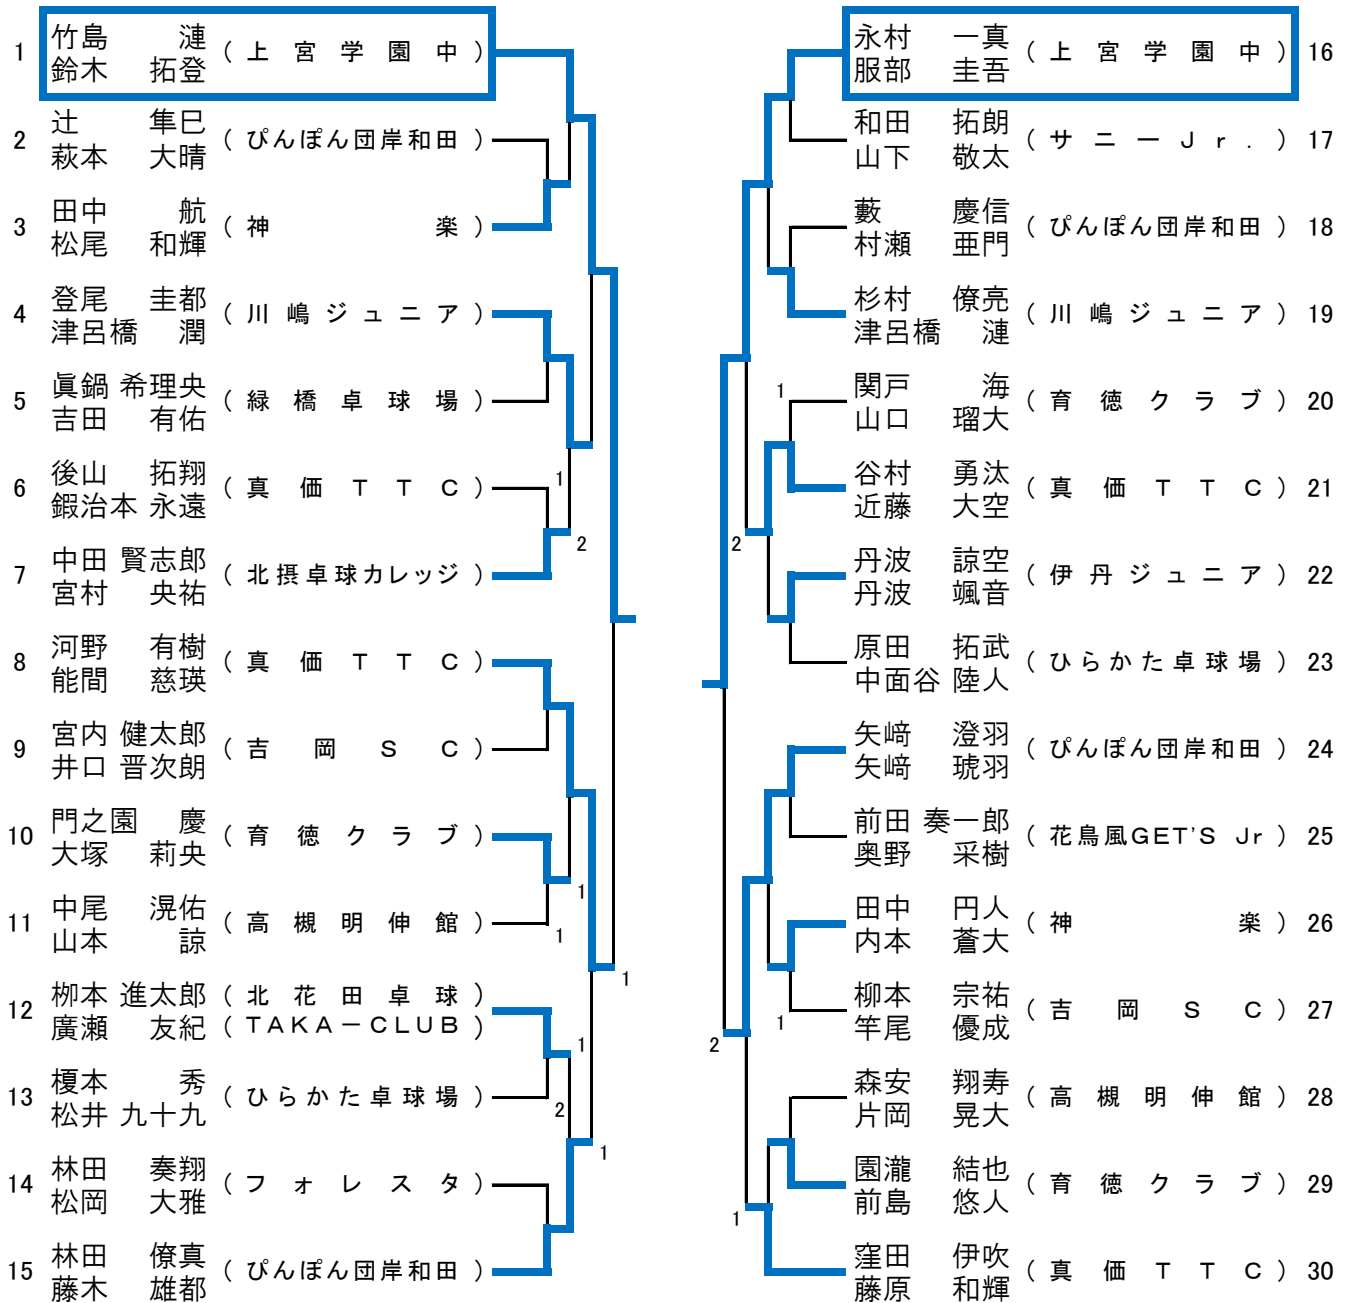 1 竹島 漣 (上宮学園中)
鈴木 拓登
2 辻 隼巳 (ぴんぽん団岸和田)
萩本 大晴
3 田中 航 (神楽)
松尾 和輝
4 登尾 圭都 (川嶋ジュニア)
津呂橋 潤
5 眞鍋 希理央 (緑橋卓球場)
吉田 有佑
1
6 後山 拓翔 (真価TTC)
鍜治本 永遠
2
7 中田 賢志郎 (北摂卓球カレッジ)
宮村 央祐
8 河野 有樹 (真価TTC)
能間 慈瑛
9 宮内 健太郎 (吉岡SC)
井口 晋次朗
10 門之園 慶 (育徳クラブ)
大塚 莉央
1
11 中尾 滉佑 (高槻明伸館)
山本 諒
1
1
12 栁本 進太郎 (北花田卓球)
廣瀬 友紀 (TAKA-CLUB)
1
13 榎本 秀 (ひらかた卓球場)
松井 九十九
2
1
14 林田 奏翔 (フォレスタ)
松岡 大雅
15 林田 僚真 (ぴんぽん団岸和田)
藤木 雄都
永村 一真 (上宮学園中) 16
服部 圭吾
和田 拓朗 (サニーJr.) 17
山下 敬太
藪 慶信 (ぴんぽん団岸和田) 18
村瀬 亜門
杉村 僚亮 (川嶋ジュニア) 19
津呂橋 漣
1
関戸 海 (育徳クラブ) 20
山口 瑠大
谷村 勇汰 (真価TTC) 21
近藤 大空
2
丹波 諒空 (伊丹ジュニア) 22
丹波 颯音
原田 拓武 (ひらかた卓球場) 23
中面谷 陸人
矢﨑 澄羽 (ぴんぽん団岸和田) 24
矢﨑 琥羽
前田 奏一郎 (花鳥風GET'S Jr) 25
奥野 采樹
田中 円人 (神楽) 26
内本 蒼大
柳本 宗祐 (吉岡SC) 27
竿尾 優成
1
2
森安 翔寿 (高槻明伸館) 28
片岡 晃大
園瀧 結也 (育徳クラブ) 29
前島 悠人
1
窪田 伊吹 (真価TTC) 30
藤原 和輝